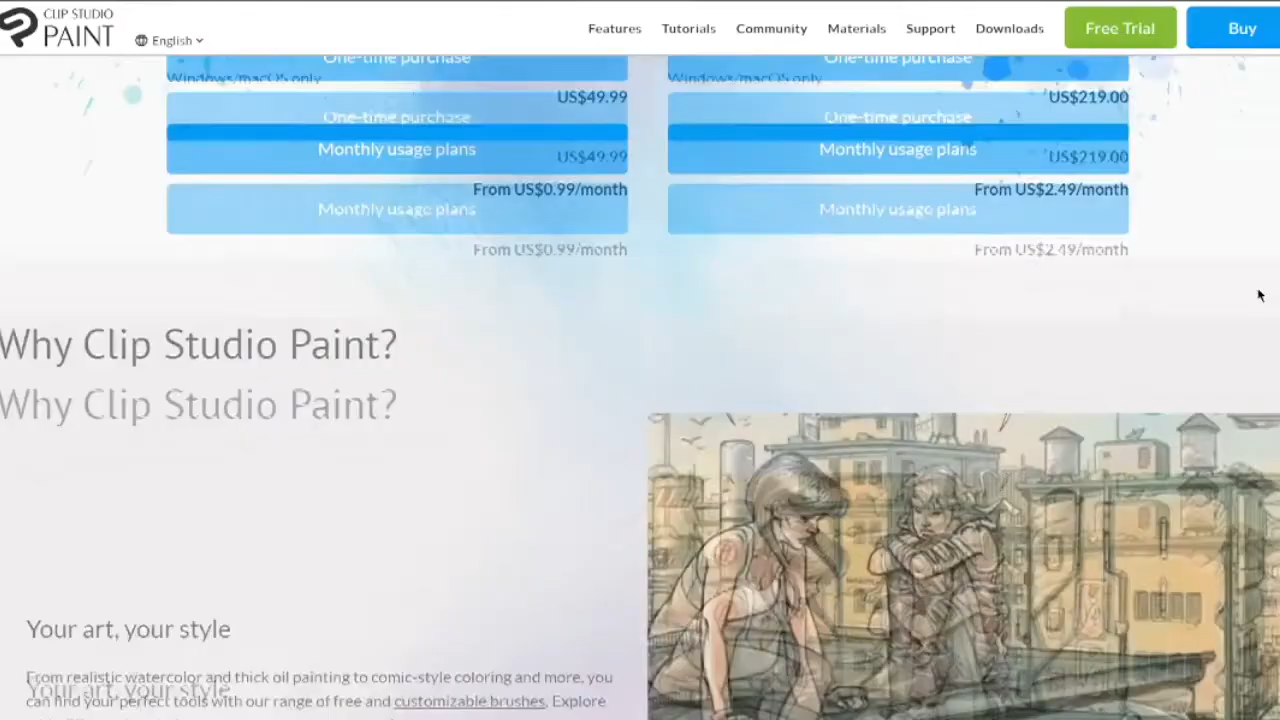 CLIP STUDIO
PAINT
English
Features
Tutorials
Community
Materials
Support
Downloads
Free Trial
Buy
One-time purchase
One-time purchase
Windows/macOS only
Windows/macOS only
US$49.99
US$219.00
One-time purchase
One-time purchase
Monthly usage plans
US$49.99
Monthly usage plans
US$219.00
From US$0.99/month
From US$2.49/month
Monthly usage plans
Monthly usage plans
From US$0.99/month
From US$2.49/month
Why Clip Studio Paint?
Why Clip Studio Paint?
Your art, your style
From realistic watercolor and thick oil painting to comic-style coloring and more, you
Your art, your style
can find your perfect tools with our range of free and customizable brushes. Explore